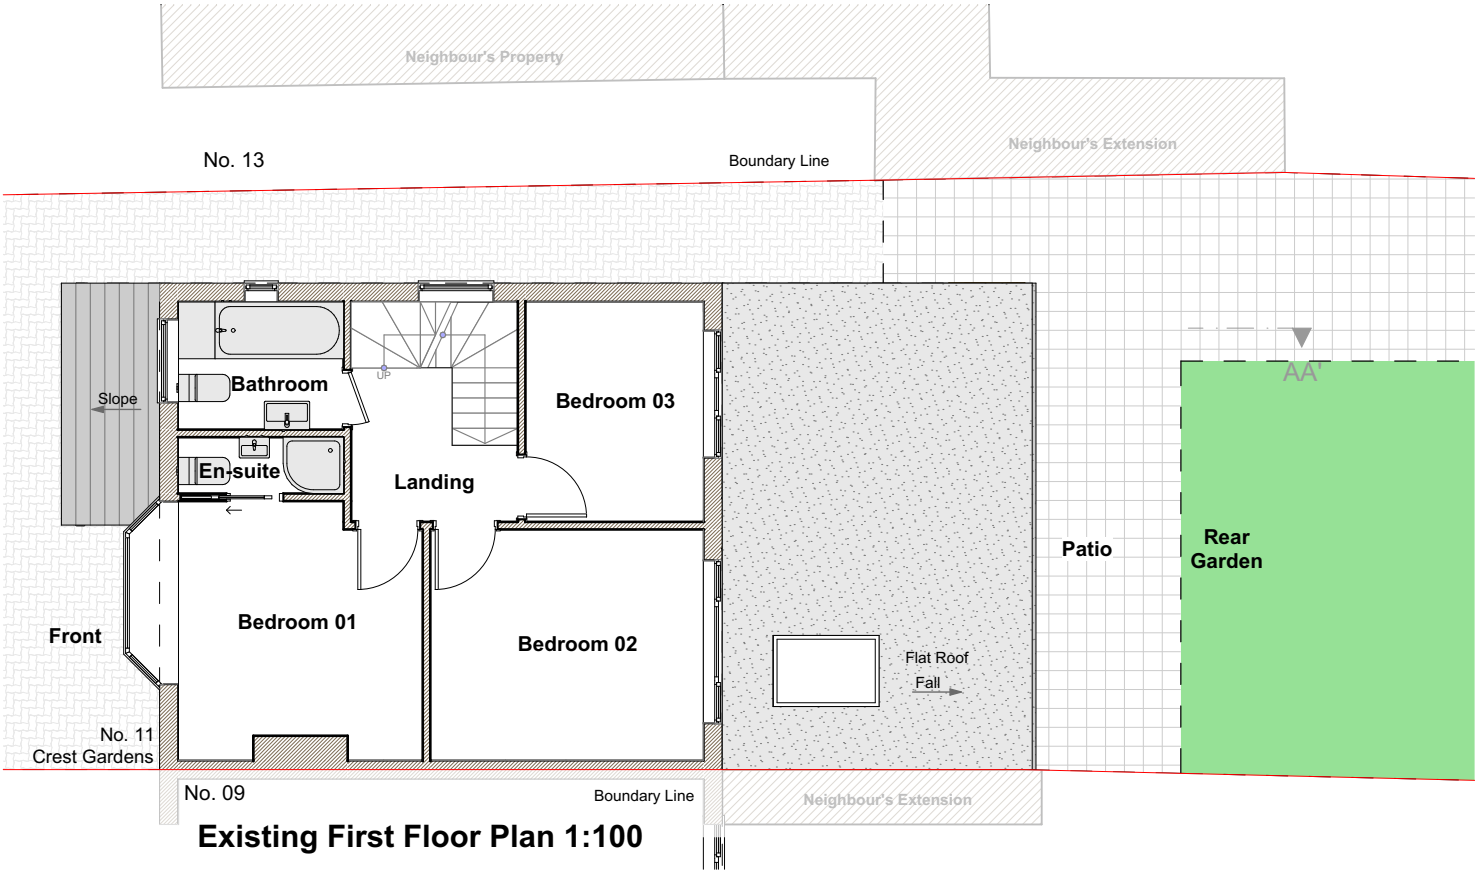 Neighbour's Property
Neighbour's Extension
No. 13
Boundary Line
Slope
Bathroom
UP
Bedroom 03
AA'
En-suite
Landing
Patio
Rear
Garden
Front
Bedroom 01
Bedroom 02
Flat Roof
Fall
No. 11
Crest Gardens
No. 09
Boundary Line
Neighbour's Extension
Existing First Floor Plan 1:100